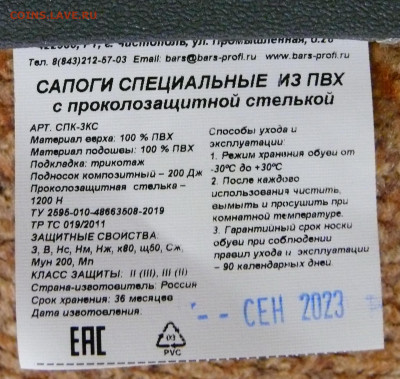 COINS.SAVE.RU
422980, РТ, г. Чистополь, ул. Промышленная,
Тел. 8(843)212-57-03 Email: bars@bars-profi.ru
САПОГИ СПЕЦИАЛЬНЫЕ ИЗ ПВХ
с проколозащитной стелькой
АРТ. СПК-3КС
Материал верха: 100 % ПВХ
Материал подошвы: 100 % ПВХ
Подкладка: трикотаж
Подносок композитный – 200 Дж
Проколозащитная стелька –
1200 Н
ТУ 2595-010-48663508-2019
ТР ТС 019/2011
ЗАЩИТНЫЕ СВОЙСТВА
З, В, Нс, Нм, Нж, к80, щ50, Сж,
Мун 200, Мп
КЛАСС ЗАЩИТЫ: II (III), III (II)
Страна-изготовитель: Россия
Срок хранения: 36 месяцев
Дата изготовления:
Способы ухода и
эксплуатации:
1. Режим хранения обуви от
-30°C до +30°C
2. После каждого
использования чистить,
вымыть и просушить при
комнатной температуре.
3. Гарантийный срок носки
обуви при соблюдении
правил ухода и эксплуатации
– 90 календарных дней.
-- СЕН 2023
ЕАС
03
PVC